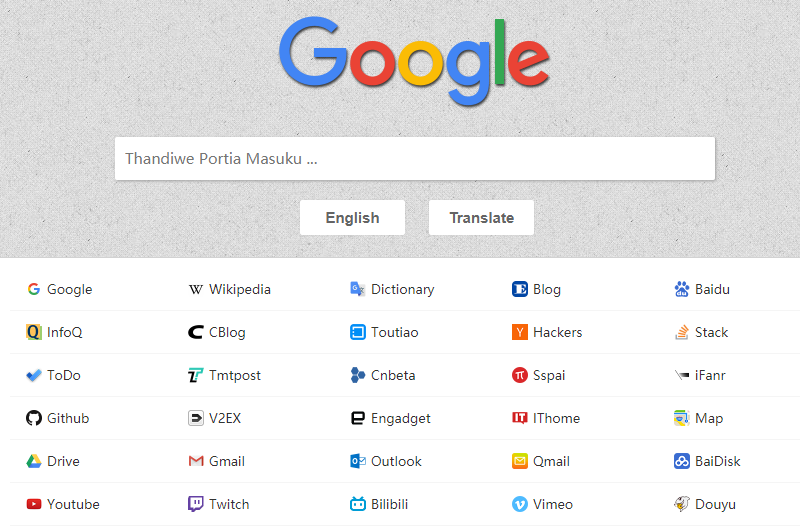 Google
Thandiwe Portia Masuku ...
English Translate
Google Wikipedia Dictionary Blog Baidu
InfoQ CBlog Toutiao Hackers Stack
ToDo Tmtpost Cnbeta Sspai iFanr
Github V2EX Engadget IThome Map
Drive Gmail Outlook Qmail BaiDisk
Youtube Twitch Bilibili Vimeo Douyu